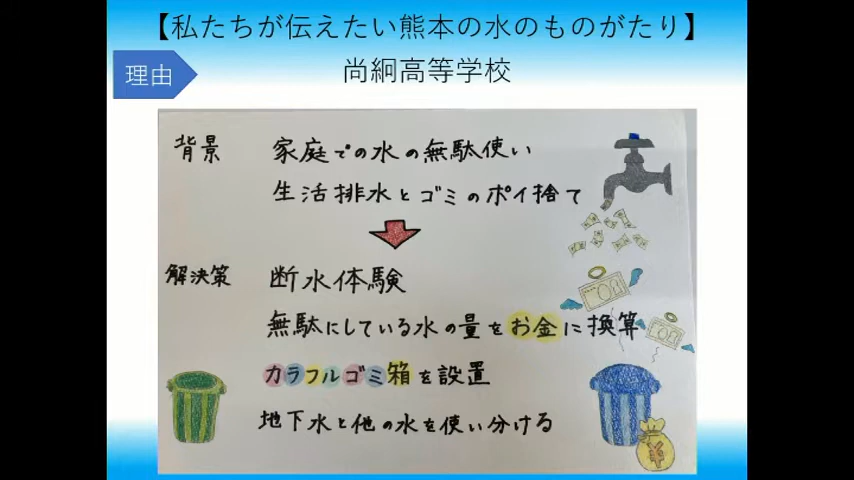 【私たちが伝えたい熊本の水のものがたり】
理由
尚絅高等学校
背景
家庭での水の無駄使い
生活排水とゴミのポイ捨て
解決策
断水体験
無駄にしている水の量をお金に換算
カラフルゴミ箱を設置
地下水と他の水を使い分ける
¥